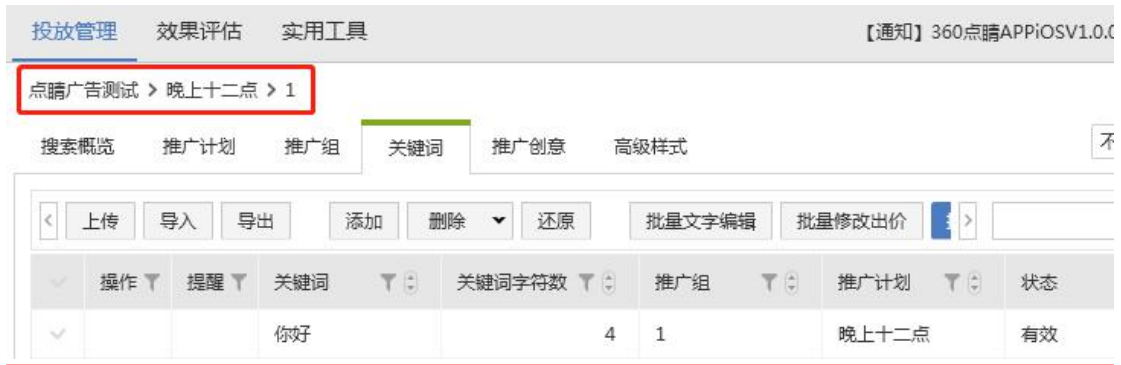 投放管理 效果评估 实用工具 【通知】360点睛APPiOSV1.0.0
点睛广告测试 > 晚上十二点 > 1
搜索概览 推广计划 推广组 关键词 推广创意 高级样式 不
上传 导入 导出 添加 删除 还原 批量文字编辑 批量修改出价
操作 提醒 关键词 关键词字符数 推广组 推广计划 状态
你好 4 1 晚上十二点 有效